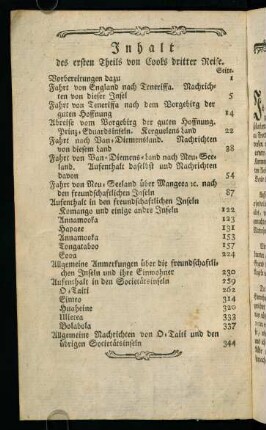 Inhalt
des ersten Theils von Cooks dritter Reise.
Seite.
Vorbereitungen dazu 1
Fahrt von England nach Teneriffa. Nachrich-
ten von dieser Insel 5
Fahrt von Teneriffa nach dem Vorgebirg der
guten Hoffnung 14
Abreise vom Vorgebirg der guten Hoffnung.
Prinz-Eduardsinseln. Kerguelens Land 22
Fahrt nach Van-Diemensland. Nachrichten
von diesem Land 38
Fahrt von Van-Diemens-Land nach Neu-See-
land. Aufenthalt daselbst und Nachrichten
davon 54
Fahrt von Neu-Seeland über Mangeea ꝛc. nach
den freundschaftlichen Inseln 87
Aufenthalt in den freundschaftlichen Inseln
Komango und einige andre Inseln 122
Annamooka 123
Hapaee 131
Annamooka 153
Tongataboo 157
Eooa 224
Allgemeine Anmerkungen über die freundschaftli-
chen Inseln und ihre Einwohner 230
Aufenthalt in den Societätsinseln 259
O-Taiti 262
Eimeo 314
Huaheine 320
Ulietea 333
Bolabola 337
Allgemeine Nachrichten von O-Taiti und den
übrigen Societätsinseln 344